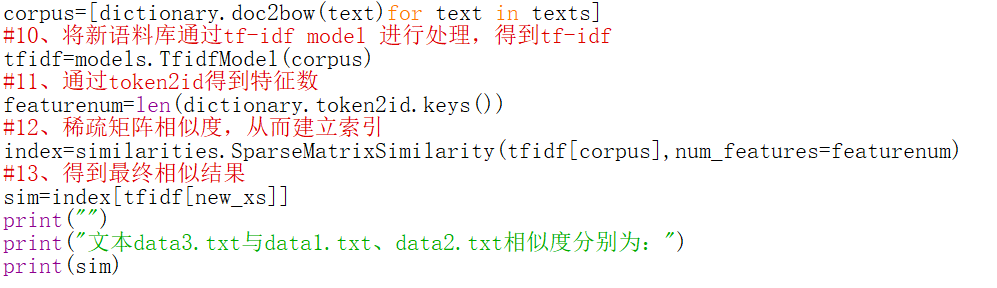 corpus=[dictionary.doc2bow(text)for text in texts]
#10、将新语料库通过tf-idf model 进行处理，得到tf-idf
tfidf=models.TfidfModel(corpus)
#11、通过token2id得到特征数
featurenum=len(dictionary.token2id.keys())
#12、稀疏矩阵相似度，从而建立索引
index=similarities.SparseMatrixSimilarity(tfidf[corpus],num_features=featurenum)
#13、得到最终相似结果
sim=index[tfidf[new_xs]]
print("")
print("文本data3.txt与data1.txt、data2.txt相似度分别为：")
print(sim)